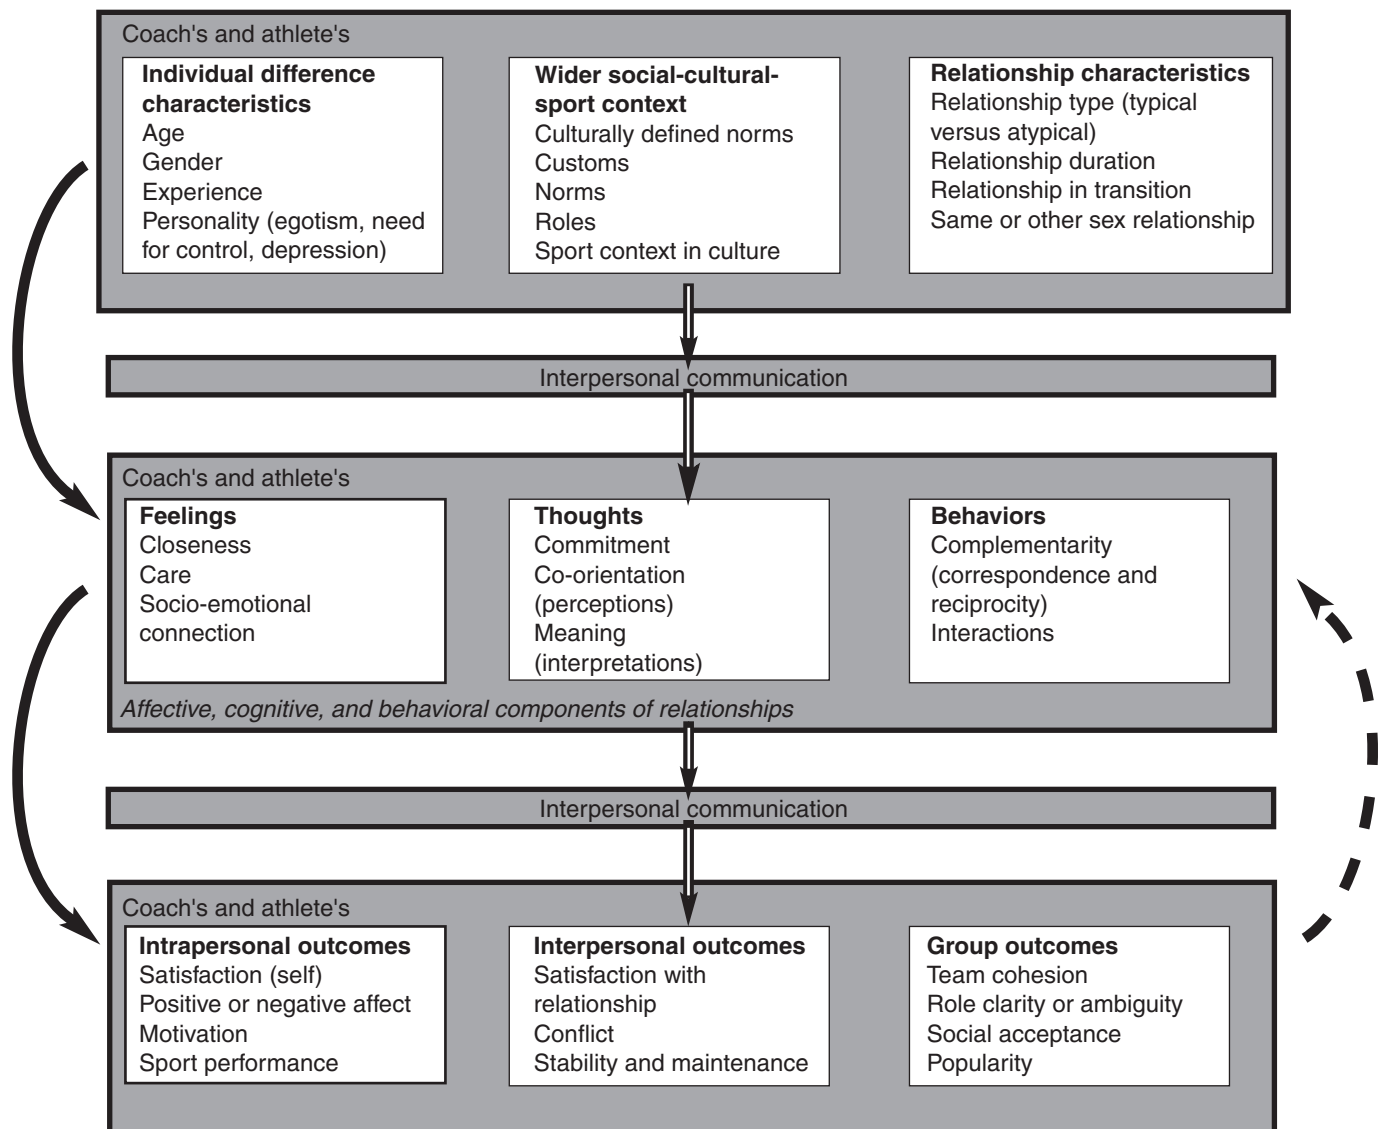 Coach's and athlete's
Individual difference
characteristics
Age
Gender
Experience
Personality (egotism, need
for control, depression)
Wider social-cultural-
sport context
Culturally defined norms
Customs
Norms
Roles
Sport context in culture
Relationship characteristics
Relationship type (typical
versus atypical)
Relationship duration
Relationship in transition
Same or other sex relationship
Interpersonal communication
Coach's and athlete's
Feelings
Closeness
Care
Socio-emotional
connection
Thoughts
Commitment
Co-orientation
(perceptions)
Meaning
(interpretations)
Behaviors
Complementarity
(correspondence and
reciprocity)
Interactions
Affective, cognitive, and behavioral components of relationships
Interpersonal communication
Coach's and athlete's
Intrapersonal outcomes
Satisfaction (self)
Positive or negative affect
Motivation
Sport performance
Interpersonal outcomes
Satisfaction with
relationship
Conflict
Stability and maintenance
Group outcomes
Team cohesion
Role clarity or ambiguity
Social acceptance
Popularity